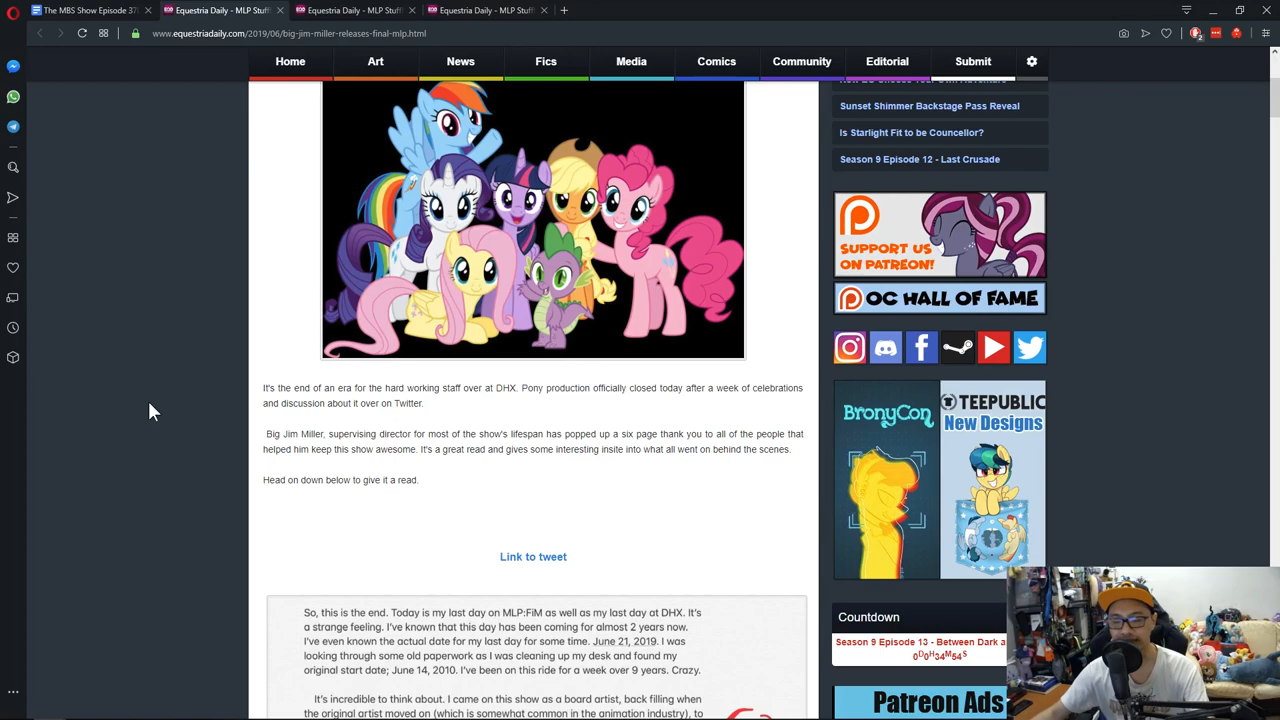 The MBS Show Episode 37
Equestria Daily - MLP Stuf
Equestria Daily - MLP Stuf
Equestria Daily - MLP Stuf
www.equestriadaily.com/2019/06/big-jim-miller-releases-final-mlp.html
Home
Art
News
Fics
Media
Comics
Community
Editorial
Submit
Sunset Shimmer Backstage Pass Reveal
Is Starlight Fit to be Councellor?
Season 9 Episode 12 - Last Crusade
SUPPORT US
ON PATREON!
OC HALL OF FAME
It's the end of an era for the hard working staff over at DHX. Pony production officially closed today after a week of celebrations
and discussion about it over on Twitter.
Big Jim Miller, supervising director for most of the show's lifespan has popped up a six page thank you to all of the people that
helped him keep this show awesome. It's a great read and gives some interesting insite into what all went on behind the scenes.
Head on down below to give it a read.
BRONYCON
TEEPUBLIC
New Designs
Link to tweet
So, this is the end. Today is my last day on MLP:FiM as well as my last day at DHX. It's
a strange feeling. I've known that this day has been coming for almost 2 years now.
I've even known the actual date for my last day for some time. June 21, 2019. I was
looking through some old paperwork as I was cleaning up my desk and found my
original start date; June 14, 2010. I've been on this ride for a week over 9 years. Crazy.
It's incredible to think about. I came on this show as a board artist, back filling when
the original artist moved on (which is somewhat common in the animation industry), to
Countdown
Season 9 Episode 13 - Between Dark a
0D0H34M54S
Patreon Ads